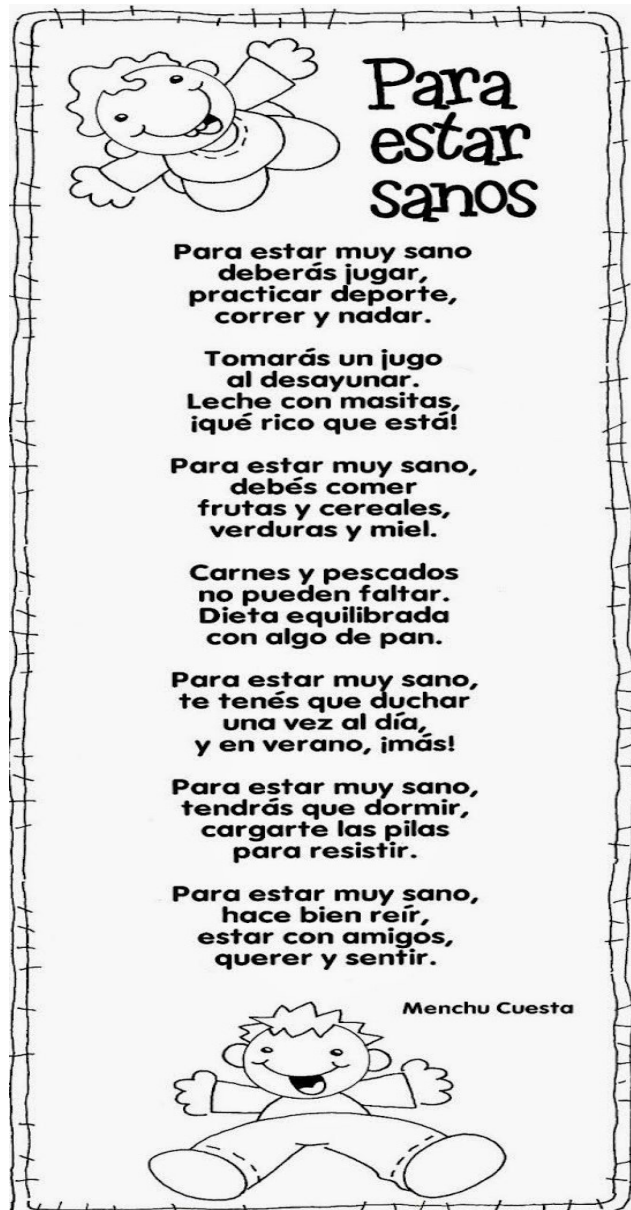 Para
estar
sanos
Para estar muy sano
deberás jugar,
practicar deporte,
correr y nadar.
Tomarás un jugo
al desayunar.
Leche con masitas,
¡qué rico que está!
Para estar muy sano,
debés comer
frutas y cereales,
verduras y miel.
Carnes y pescados
no pueden faltar.
Dieta equilibrada
con algo de pan.
Para estar muy sano,
te tenés que duchar
una vez al día,
y en verano, ¡más!
Para estar muy sano,
tendrás que dormir,
cargarte las pilas
para resistir.
Para estar muy sano,
hace bien reír,
estar con amigos,
querer y sentir.
Menchu Cuesta